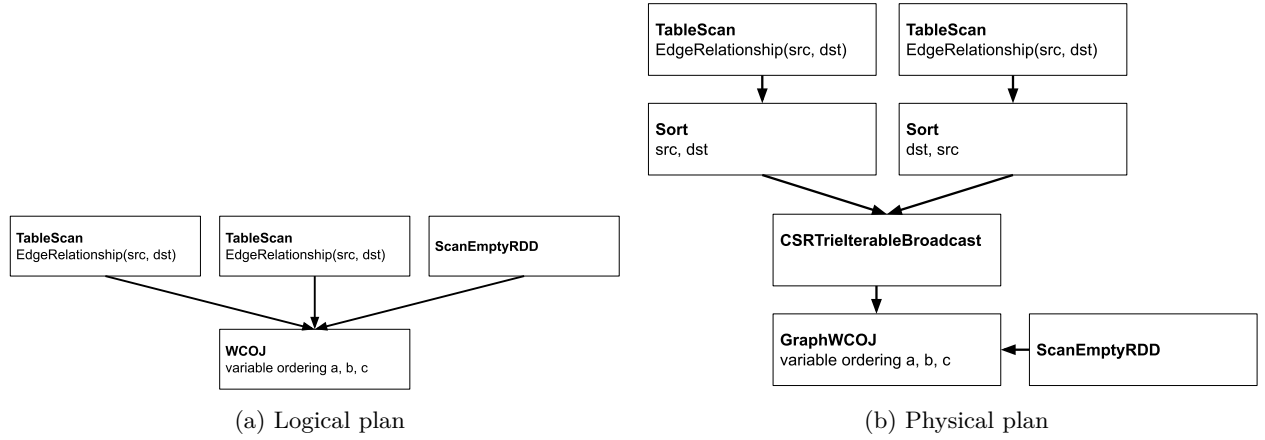 TableScan
EdgeRelationship(src, dst)
TableScan
EdgeRelationship(src, dst)
ScanEmptyRDD
WCOJ
variable ordering a, b, c
(a) Logical plan
TableScan
EdgeRelationship(src, dst)
TableScan
EdgeRelationship(src, dst)
Sort
src, dst
Sort
dst, src
CSRTrieIterableBroadcast
GraphWCOJ
variable ordering a, b, c
ScanEmptyRDD
(b) Physical plan